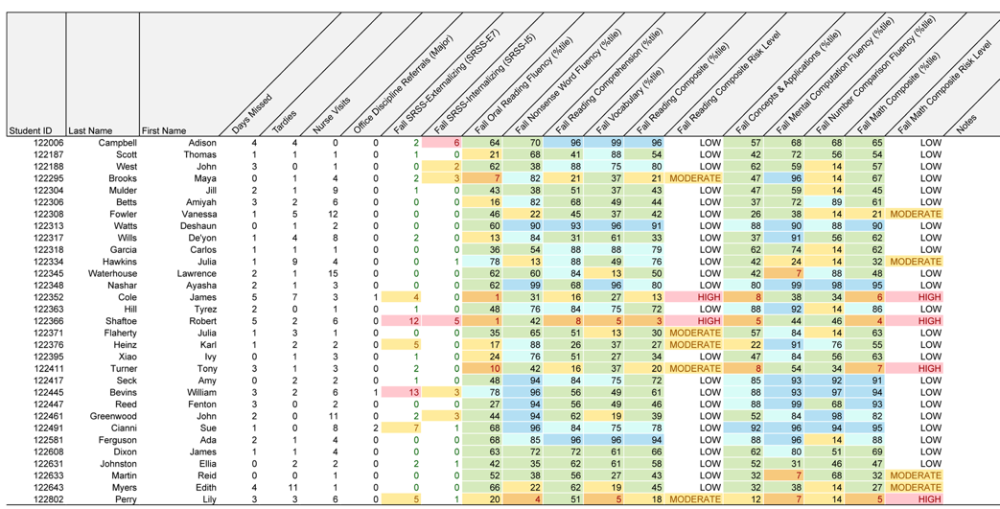 Student ID Last Name First Name Days Missed Tardies Nurse Visits Office Discipline Referrals (Major) Fall SRSS-Externalizing (SRSS-E7) Fall SRSS-Internalizing (SRSS-I5) Fall Oral Reading Fluency (%tile) Fall Nonsense Word Fluency (%tile) Fall Reading Comprehension (%tile) Fall Vocabulary (%tile) Fall Reading Composite (%tile) Fall Reading Composite Risk Level Fall Concepts & Applications (%tile) Fall Mental Computation Fluency (%tile) Fall Number Comparison Fluency (%tile) Fall Math Composite (%tile) Fall Math Composite Risk Level Notes
122006 Campbell Adison 4 4 0 0 2 6 64 70 96 99 96 LOW 57 68 68 65 LOW
122187 Scott Thomas 1 1 1 0 1 0 21 68 41 88 54 LOW 42 72 56 54 LOW
122188 West John 3 0 1 0 0 2 62 38 88 75 80 LOW 62 59 14 57 LOW
122295 Brooks Maya 0 1 4 0 2 3 7 82 21 37 21 MODERATE 47 96 14 67 LOW
122304 Mulder Jill 2 1 9 0 1 0 43 38 51 37 43 LOW 47 59 14 45 LOW
122306 Betts Amiyah 3 2 6 0 0 0 16 82 68 49 44 LOW 37 72 89 61 LOW
122308 Fowler Vanessa 1 5 12 0 0 0 46 22 45 37 42 LOW 26 38 14 21 MODERATE
122313 Watts Deshaun 0 1 2 0 0 0 60 90 93 96 91 LOW 88 90 88 90 LOW
122317 Wills De'yon 1 4 8 0 2 0 13 84 31 61 33 LOW 37 91 56 62 LOW
122318 Garcia Carlos 1 1 1 0 0 0 36 54 88 88 79 LOW 62 74 14 62 LOW
122334 Hawkins Julia 1 9 4 0 0 1 78 13 88 49 76 LOW 42 24 14 32 MODERATE
122345 Waterhouse Lawrence 2 1 15 0 0 0 62 60 84 13 50 LOW 42 7 88 48 LOW
122348 Nashar Ayasha 2 1 3 0 0 0 62 99 68 96 80 LOW 80 99 98 95 LOW
122352 Cole James 5 7 3 1 4 0 1 31 16 27 13 HIGH 8 38 34 6 HIGH
122363 Hill Tyrez 2 0 1 0 1 0 48 76 84 75 72 LOW 88 92 14 86 LOW
122366 Shaftoe Robert 5 2 6 0 12 5 1 42 8 5 3 HIGH 5 44 46 4 HIGH
122371 Flaherty Julia 1 3 1 0 0 0 35 65 51 13 30 MODERATE 57 84 14 63 LOW
122376 Heinz Karl 1 2 2 0 5 0 17 88 26 37 27 MODERATE 22 91 76 55 LOW
122395 Xiao Ivy 0 1 3 0 1 0 24 76 51 27 34 LOW 47 84 56 63 LOW
122411 Turner Tony 3 1 3 0 2 0 10 42 16 37 20 MODERATE 8 54 34 7 HIGH
122417 Seck Amy 0 2 2 0 1 0 48 94 84 75 72 LOW 85 93 92 91 LOW
122445 Bevins William 3 2 6 1 13 3 78 96 56 49 61 LOW 88 93 97 94 LOW
122447 Reed Fenton 3 0 2 0 0 0 27 94 56 49 46 LOW 88 99 68 93 LOW
122461 Greenwood John 2 0 11 0 2 3 44 94 62 19 39 LOW 52 84 98 82 LOW
122491 Cianni Sue 1 0 8 2 7 1 68 96 84 75 78 LOW 92 96 94 95 LOW
122581 Ferguson Ada 2 1 4 0 0 0 68 85 96 96 94 LOW 88 96 14 88 LOW
122608 Dixon James 1 1 4 0 0 0 63 72 72 61 66 LOW 62 80 51 69 LOW
122631 Johnston Ellia 2 2 2 0 1 0 42 35 62 61 58 LOW 52 31 46 47 LOW
122633 Martin Reid 0 0 1 0 0 0 52 38 56 27 43 LOW 32 7 68 32 MODERATE
122643 Myers Edith 4 11 0 0 0 0 66 22 62 19 45 LOW 32 38 14 27 MODERATE
122802 Perry Lily 3 3 6 0 5 1 20 4 51 5 18 MODERATE 12 7 14 5 HIGH